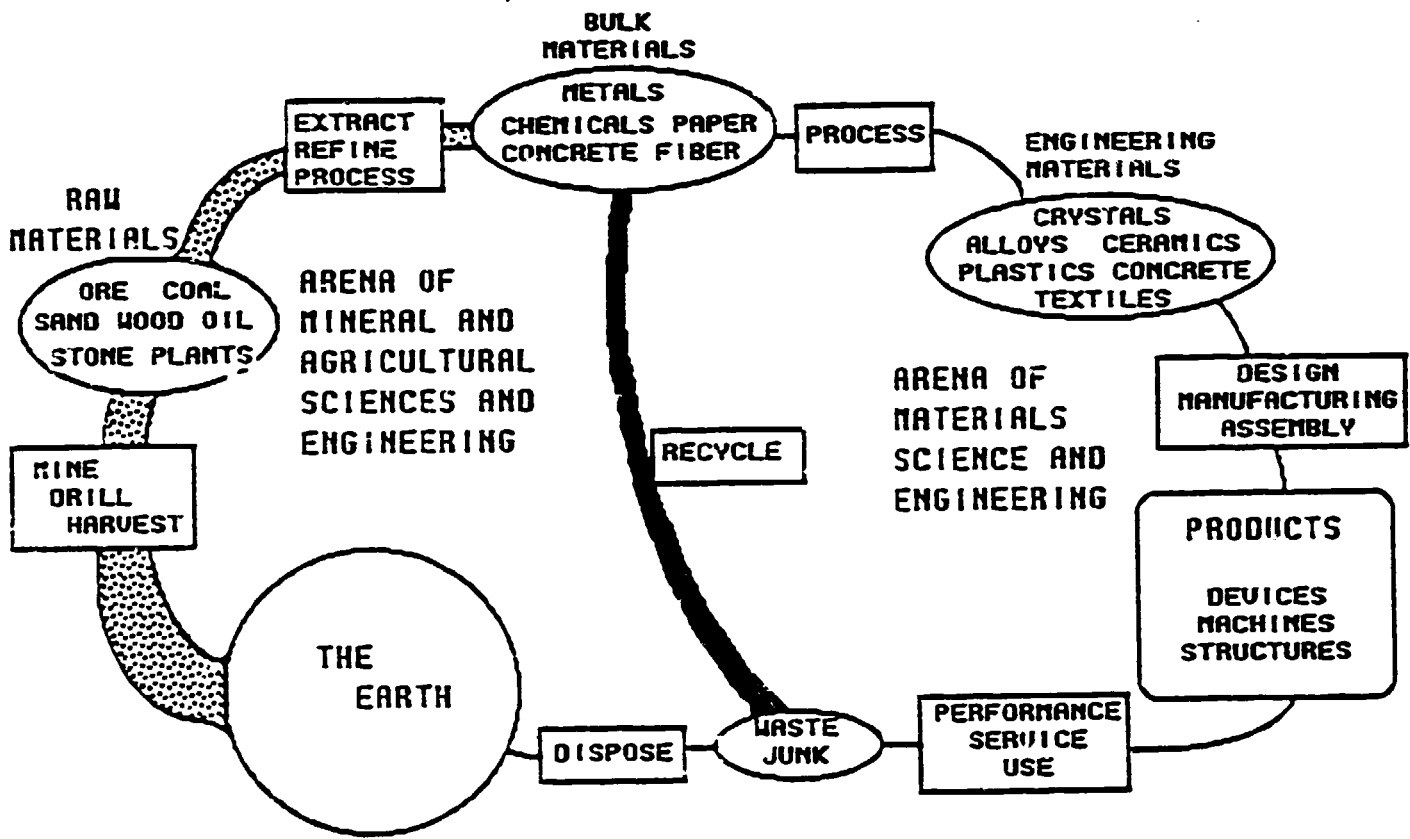 BULK
MATERIALS
METALS
CHEMICALS PAPER
CONCRETE FIBER
EXTRACT
REFINE
PROCESS
PROCESS
ENGINEERING
MATERIALS
CRYSTALS
ALLOYS CERAMICS
PLASTICS CONCRETE
TEXTILES
RAW
MATERIALS
ORE COAL
SAND WOOD OIL
STONE PLANTS
ARENA OF
MINERAL AND
AGRICULTURAL
SCIENCES AND
ENGINEERING
ARENA OF
MATERIALS
SCIENCE AND
ENGINEERING
DESIGN
MANUFACTURING
ASSEMBLY
RECYCLE
MINE
DRILL
HARVEST
PRODUCTS
DEVICES
MACHINES
STRUCTURES
THE
EARTH
DISPOSE
WASTE
JUNK
PERFORMANCE
SERVICE
USE